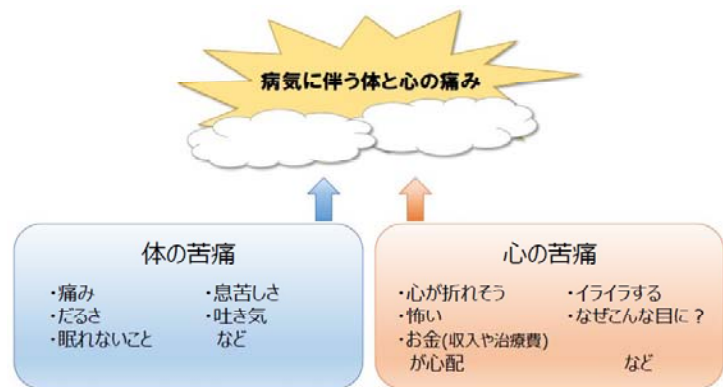 病気に伴う体と心の痛み
体の苦痛
・痛み
・だるさ
・眠れないこと
・息苦しさ
・吐き気
など
心の苦痛
・心が折れそう
・怖い
・お金(収入や治療費)
が心配
・イライラする
・なぜこんな目に？
など